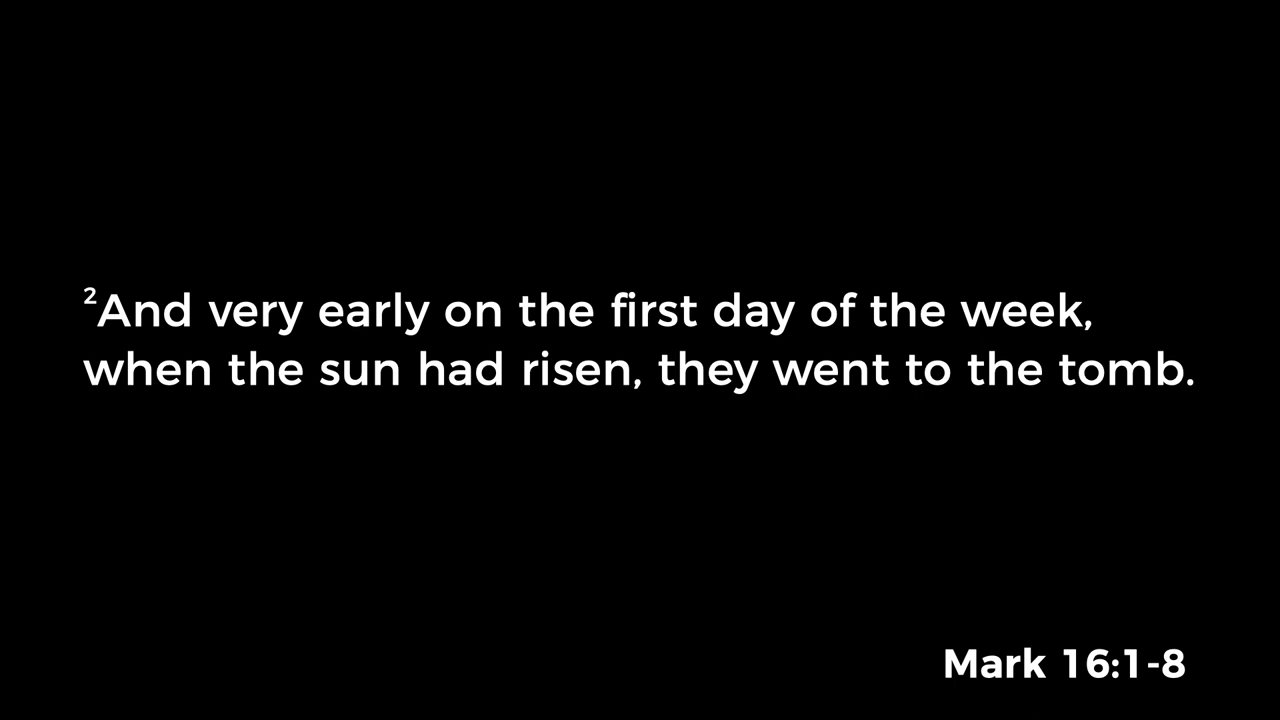 ²And very early on the first day of the week,
when the sun had risen, they went to the tomb.
Mark 16:1-8